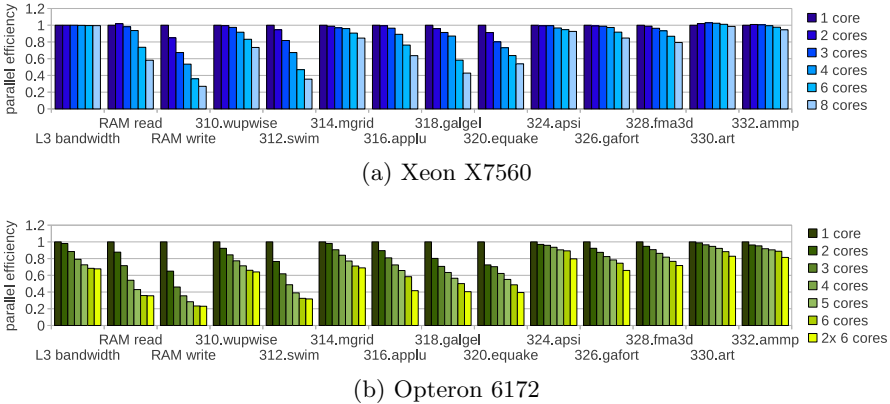 parallel efficiency
1.2
1
0.8
0.6
0.4
0.2
0
RAM read 310.wupwise 314.mgrid 318.galgel 324.apsi 328.fma3d 332.ammp
L3 bandwidth RAM write 312.swim 316.applu 320.equake 326.gafort 330.art
1 core
2 cores
3 cores
4 cores
6 cores
8 cores
(a) Xeon X7560
parallel efficiency
1.2
1
0.8
0.6
0.4
0.2
0
RAM read 310.wupwise 314.mgrid 318.galgel 324.apsi 328.fma3d 332.ammp
L3 bandwidth RAM write 312.swim 316.applu 320.equake 326.gafort 330.art
1 core
2 cores
3 cores
4 cores
5 cores
6 cores
2x 6 cores
(b) Opteron 6172